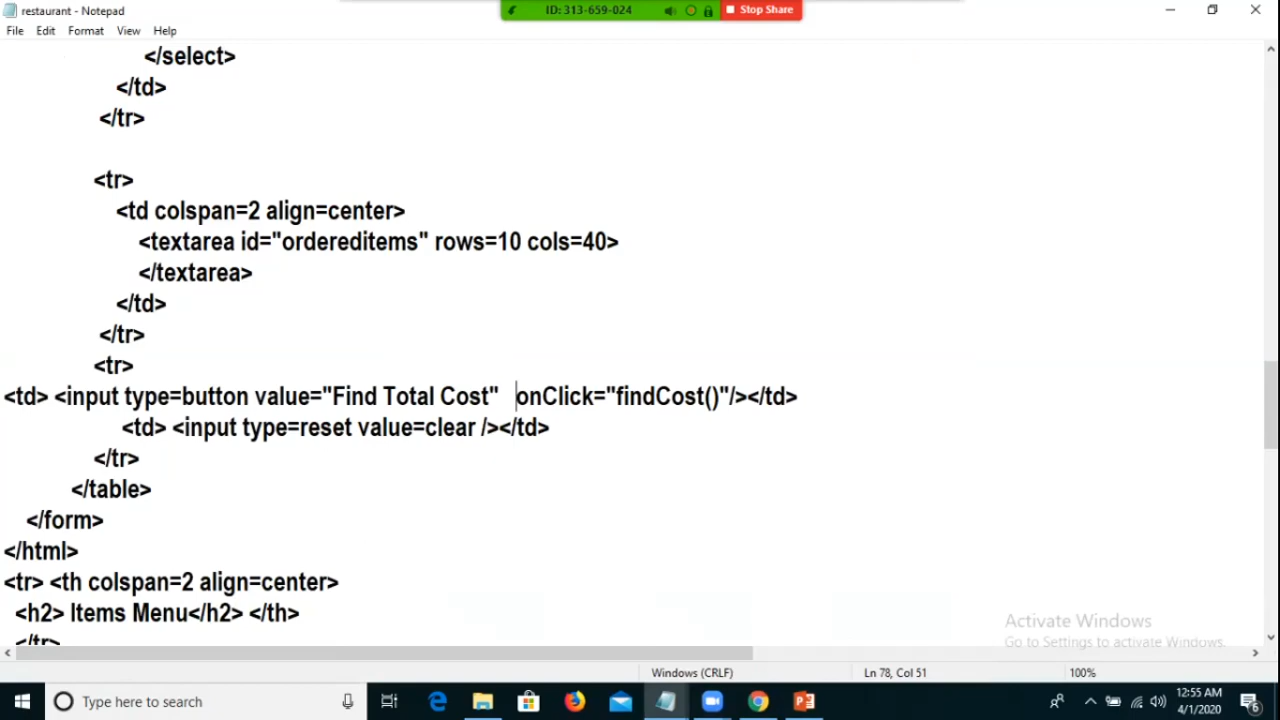 restaurant - Notepad
ID: 313-659-024
Stop Share
File Edit Format View Help
</select>
</td>
</tr>
<tr>
<td colspan=2 align=center>
<textarea id="ordereditems" rows=10 cols=40>
</textarea>
</td>
</tr>
<tr>
<td> <input type=button value="Find Total Cost" onClick="findCost()"/></td>
<td> <input type=reset value=clear /></td>
</tr>
</table>
</form>
</html>
<tr> <th colspan=2 align=center>
<h2> Items Menu</h2> </th>
</tr>
Activate Windows
Go to Settings to activate Windows.
Windows (CRLF) Ln 78, Col 51 100%
Type here to search
12:55 AM
4/1/2020
6